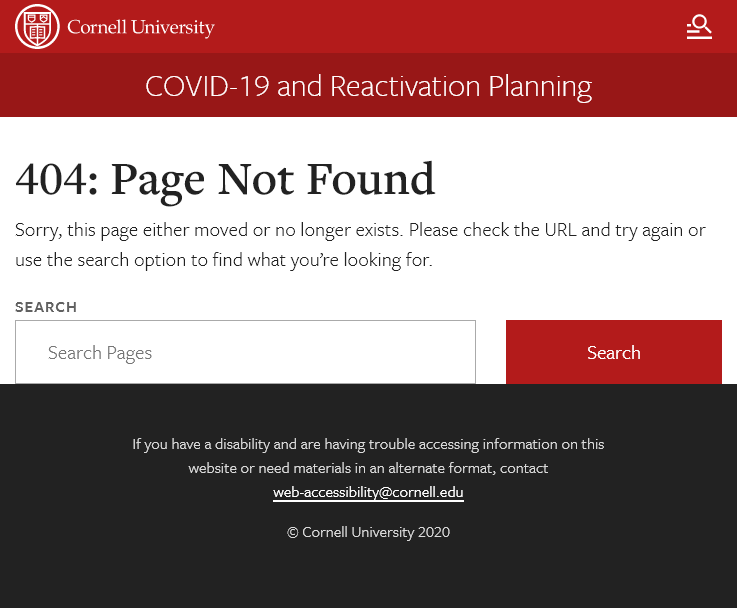 Cornell University
COVID-19 and Reactivation Planning
404: Page Not Found
Sorry, this page either moved or no longer exists. Please check the URL and try again or
use the search option to find what you’re looking for.
SEARCH
Search Pages
Search
If you have a disability and are having trouble accessing information on this
website or need materials in an alternate format, contact
web-accessibility@cornell.edu
© Cornell University 2020